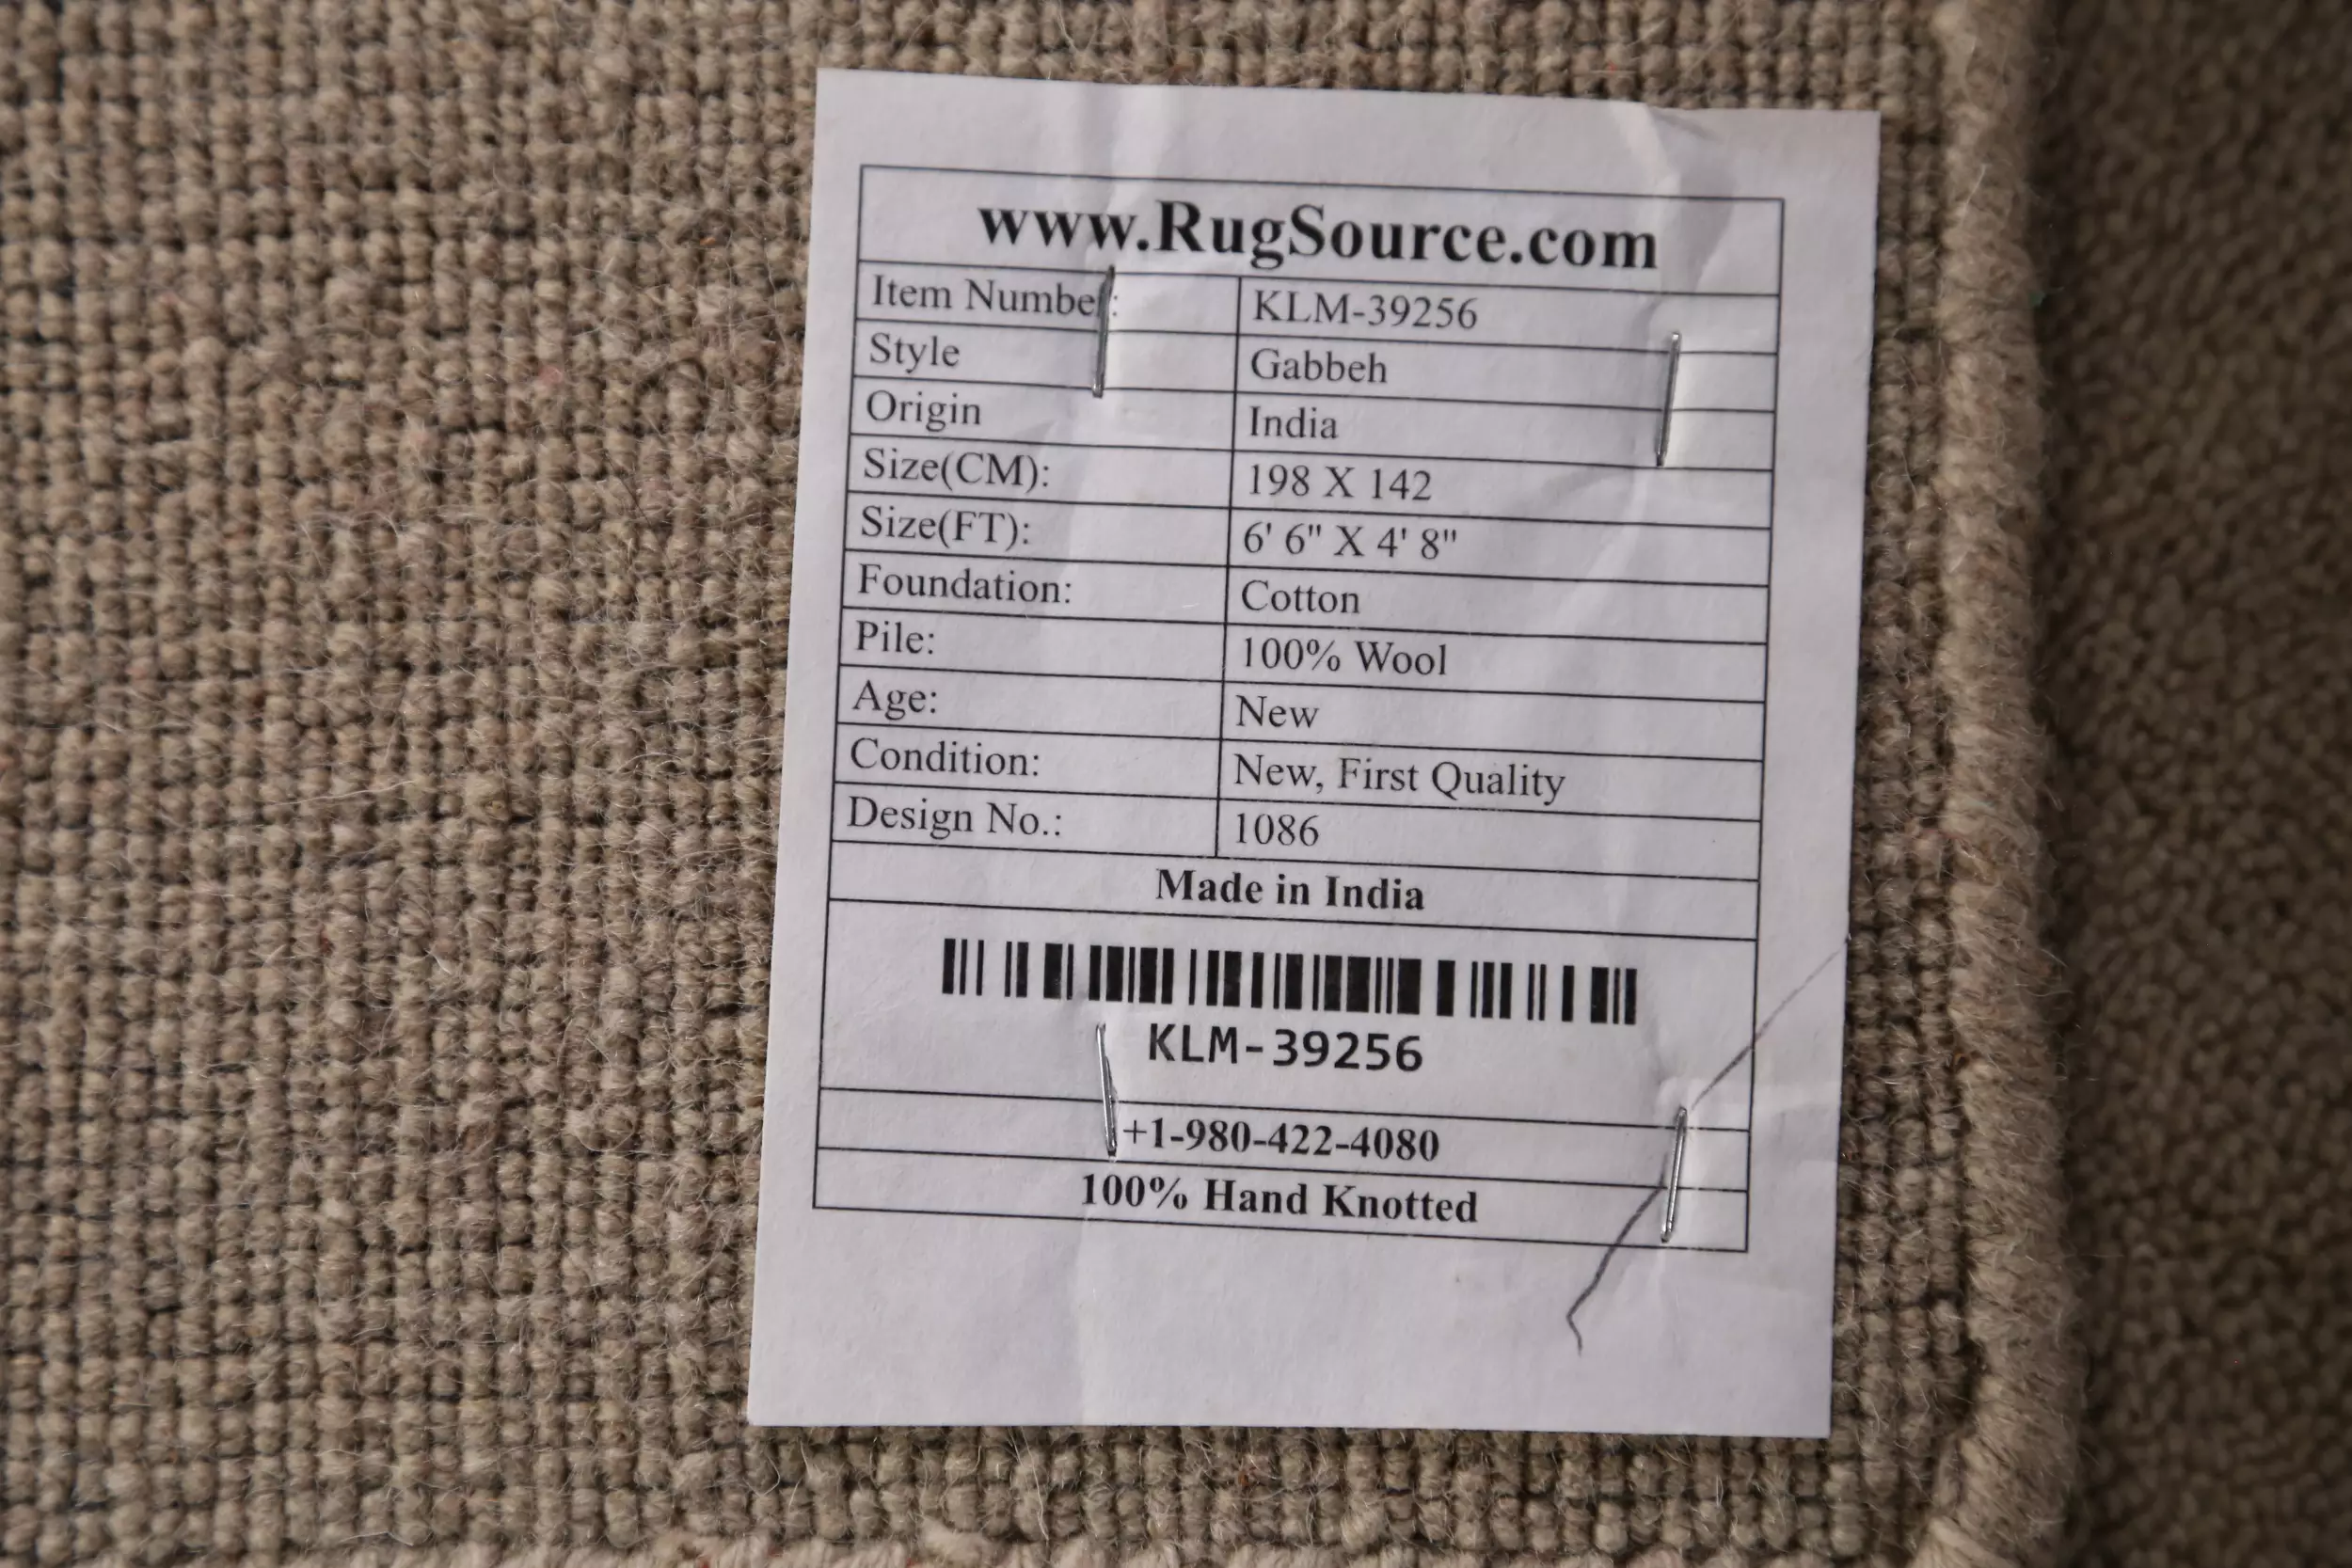 www.RugSource.com
Item Number: KLM-39256
Style Gabbeh
Origin India
Size(CM): 198 X 142
Size(FT): 6' 6" X 4' 8"
Foundation: Cotton
Pile: 100% Wool
Age: New
Condition: New, First Quality
Design No.: 1086
Made in India
KLM-39256
+1-980-422-4080
100% Hand Knotted